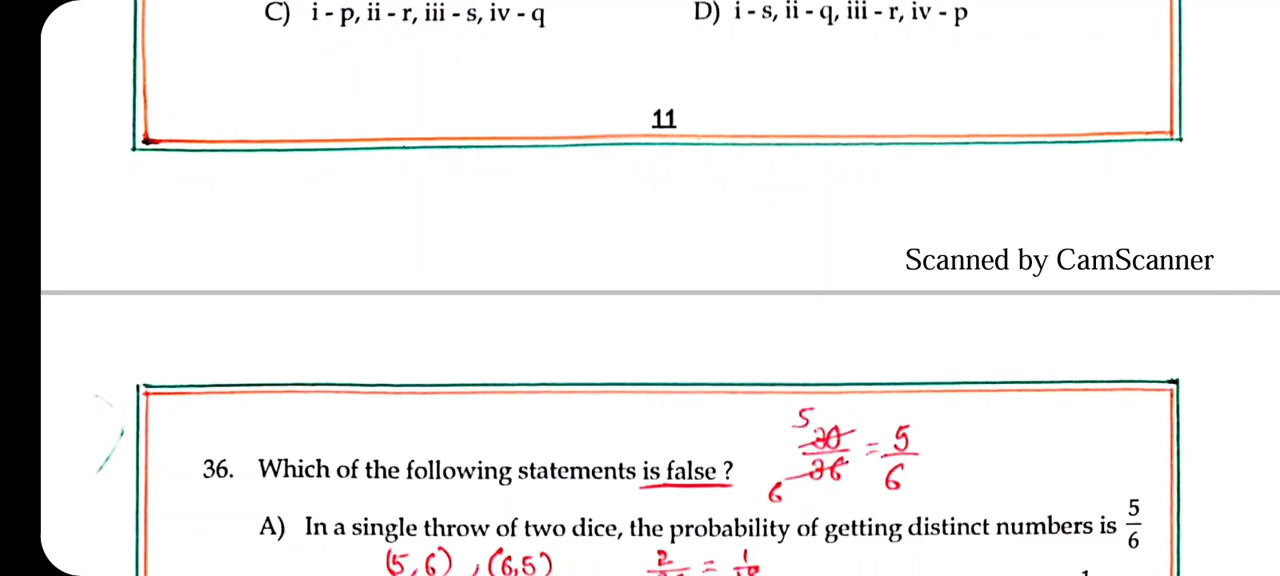 C) i - p, ii - r, iii - s, iv - q D) i - s, ii - q, iii - r, iv - p
11
Scanned by CamScanner
36. Which of the following statements is false ? 5 30/36 6 = 5/6
A) In a single throw of two dice, the probability of getting distinct numbers is 5/6
(5,6) , (6,5)